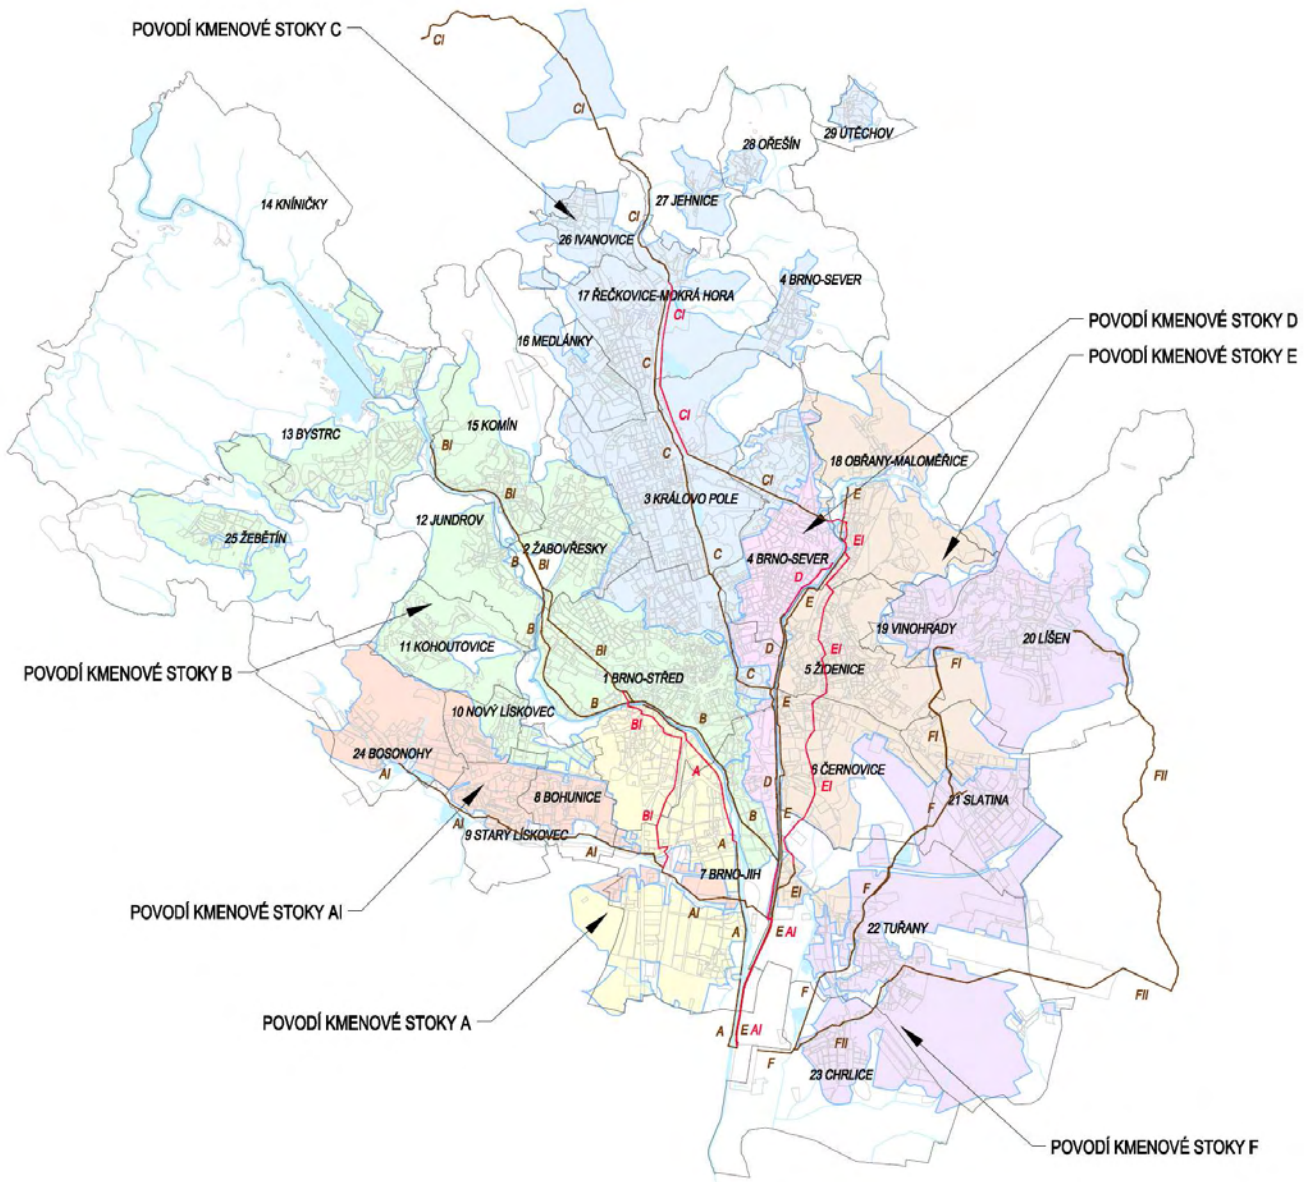 CI
POVODÍ KMENOVÉ STOKY C
CI
29 ÚTĚCHOV
28 OŘEŠÍN
27 JEHNICE
14 KNÍNIČKY
CI
26 IVANOVICE
4 BRNO-SEVER
17 ŘEČKOVICE-MOKRÁ HORA
CI
POVODÍ KMENOVÉ STOKY D
16 MEDLÁNKY
POVODÍ KMENOVÉ STOKY E
C
CI
15 KOMÍN
13 BYSTRC
BI
C
18 OBŘANY-MALOMĚŘICE
CI
BI
3 KRÁLOVO POLE
E
12 JUNDROV
25 ŽEBĚTÍN
EI
2 ŽABOVŘESKY
C
4 BRNO-SEVER
B
BI
D
E
B
19 VINOHRADY
20 LÍŠEN
11 KOHOUTOVICE
BI
D
EI
FI
5 ŽIDENICE
POVODÍ KMENOVÉ STOKY B
1 BRNO-STŘED
C
E
B
10 NOVÝ LÍSKOVEC
BI
B
FI
24 BOSONOHY
AI
A
D
6 ČERNOVICE
EI
FII
8 BOHUNICE
21 SLATINA
F
BI
B
E
AI
9 STARÝ LÍSKOVEC
A
AI
7 BRNO-JIH
EI
F
POVODÍ KMENOVÉ STOKY AI
AI
A
E AI
22 TUŘANY
F
FII
POVODÍ KMENOVÉ STOKY A
A
E AI
F
FII
23 CHRLICE
POVODÍ KMENOVÉ STOKY F